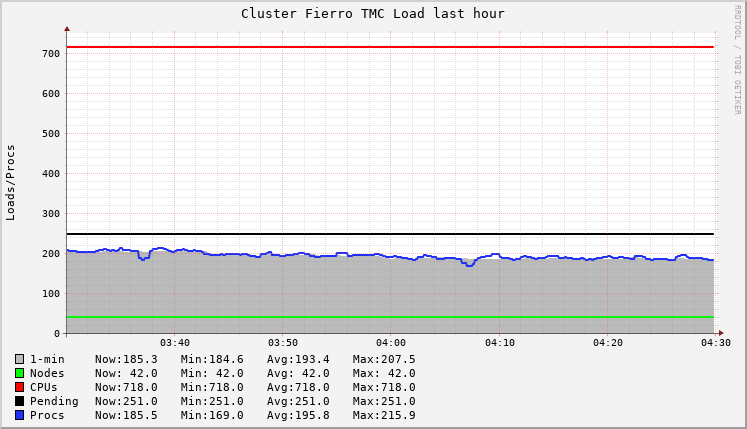 Cluster Fierro TMC Load last hour
RRDTOOL / TOBI OETIKER
Loads/Procs
700
600
500
400
300
200
100
0
03:40 03:50 04:00 04:10 04:20 04:30
1-min Now:185.3 Min:184.6 Avg:193.4 Max:207.5
Nodes Now: 42.0 Min: 42.0 Avg: 42.0 Max: 42.0
CPUs Now:718.0 Min:718.0 Avg:718.0 Max:718.0
Pending Now:251.0 Min:251.0 Avg:251.0 Max:251.0
Procs Now:185.5 Min:169.0 Avg:195.8 Max:215.9